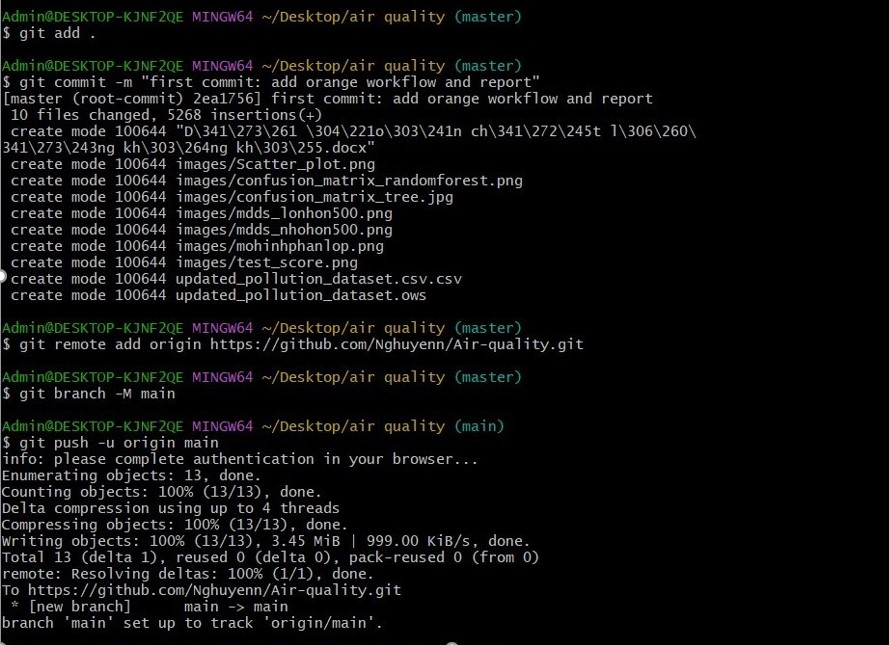 Admin@DESKTOP-KJNF2QE MINGW64 ~/Desktop/air quality (master)
$ git add .
Admin@DESKTOP-KJNF2QE MINGW64 ~/Desktop/air quality (master)
$ git commit -m "first commit: add orange workflow and report"
[master (root-commit) 2ea1756] first commit: add orange workflow and report
 10 files changed, 5268 insertions(+)
 create mode 100644 "D\341\273\261 \304\221o\303\241n ch\341\272\245t l\306\260\
341\273\243ng kh\303\264ng kh\303\255.docx"
 create mode 100644 images/Scatter_plot.png
 create mode 100644 images/confusion_matrix_randomforest.png
 create mode 100644 images/confusion_matrix_tree.jpg
 create mode 100644 images/mdds_lonhon500.png
 create mode 100644 images/mdds_nhohon500.png
 create mode 100644 images/mohinhphanlop.png
 create mode 100644 images/test_score.png
 create mode 100644 updated_pollution_dataset.csv.csv
 create mode 100644 updated_pollution_dataset.ows
Admin@DESKTOP-KJNF2QE MINGW64 ~/Desktop/air quality (master)
$ git remote add origin https://github.com/Nghuyenn/Air-quality.git
Admin@DESKTOP-KJNF2QE MINGW64 ~/Desktop/air quality (master)
$ git branch -M main
Admin@DESKTOP-KJNF2QE MINGW64 ~/Desktop/air quality (main)
$ git push -u origin main
info: please complete authentication in your browser...
Enumerating objects: 13, done.
Counting objects: 100% (13/13), done.
Delta compression using up to 4 threads
Compressing objects: 100% (13/13), done.
Writing objects: 100% (13/13), 3.45 MiB | 999.00 KiB/s, done.
Total 13 (delta 1), reused 0 (delta 0), pack-reused 0 (from 0)
remote: Resolving deltas: 100% (1/1), done.
To https://github.com/Nghuyenn/Air-quality.git
 * [new branch]      main -> main
branch 'main' set up to track 'origin/main'.